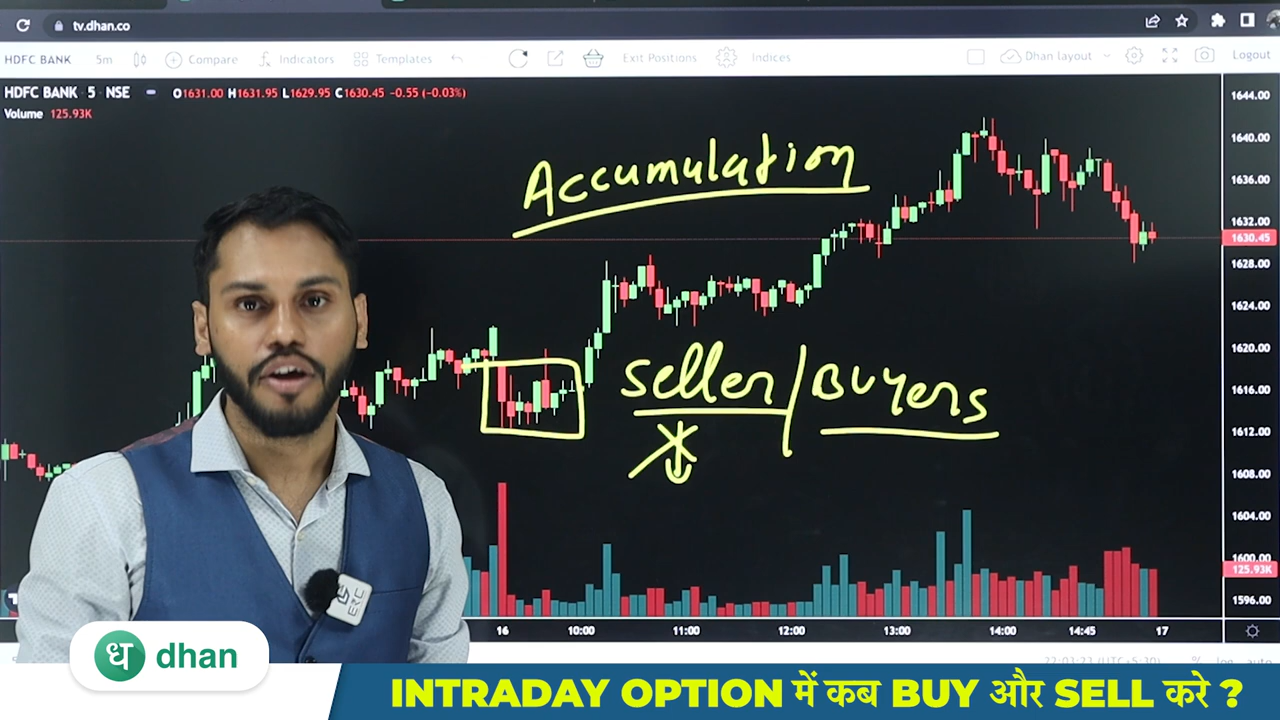 tv.dhan.co
HDFC BANK 5m Compare Indicators Templates Exit Positions Indices Dhan layout Logout
HDFC BANK 5 NSE O1631.00 H1631.95 L1629.95 C1630.45 -0.55 (-0.03%)
Volume 125.93K
1644.00
1640.00
1636.00
1632.00
1630.45
1628.00
1624.00
1620.00
1616.00
1612.00
1608.00
1604.00
1600.00
125.93K
1596.00
Accumulation
Seller/Buyers
16 10:00 11:00 12:00 13:00 14:00 14:45 17
ध dhan
INTRADAY OPTION में कब BUY और SELL करे ?